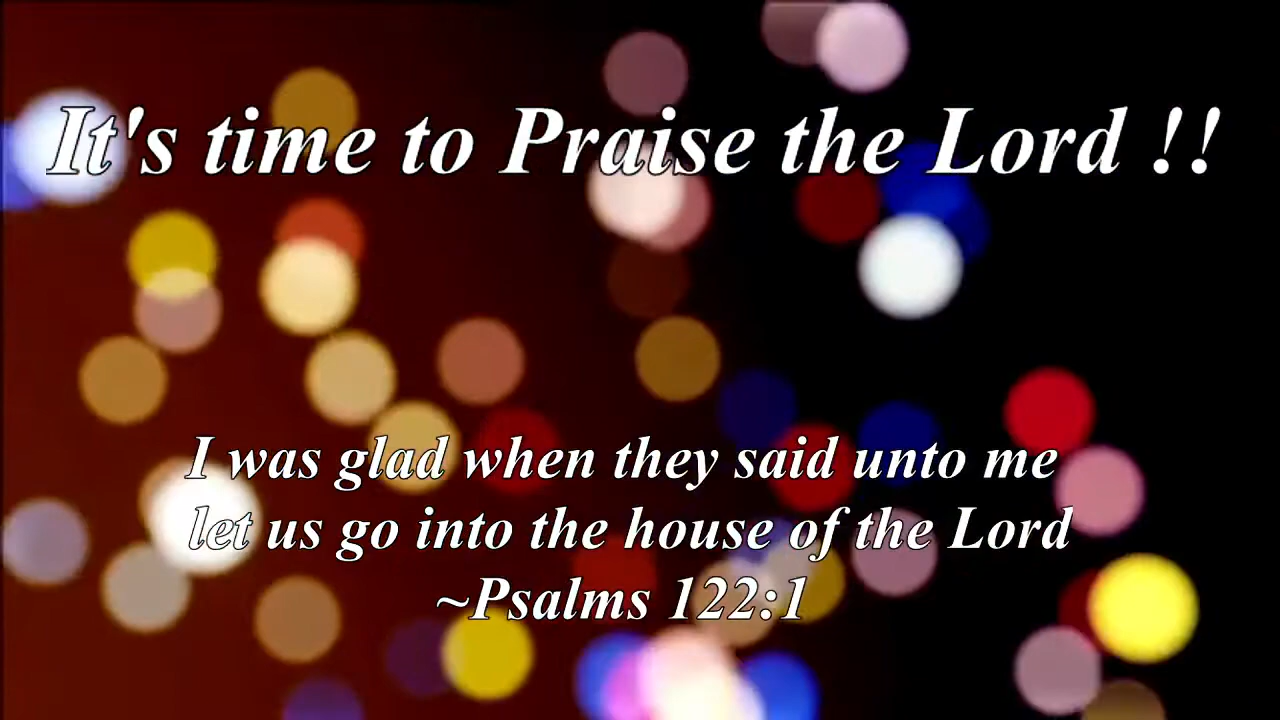 It's time to Praise the Lord !!
I was glad when they said unto me
let us go into the house of the Lord
~Psalms 122:1